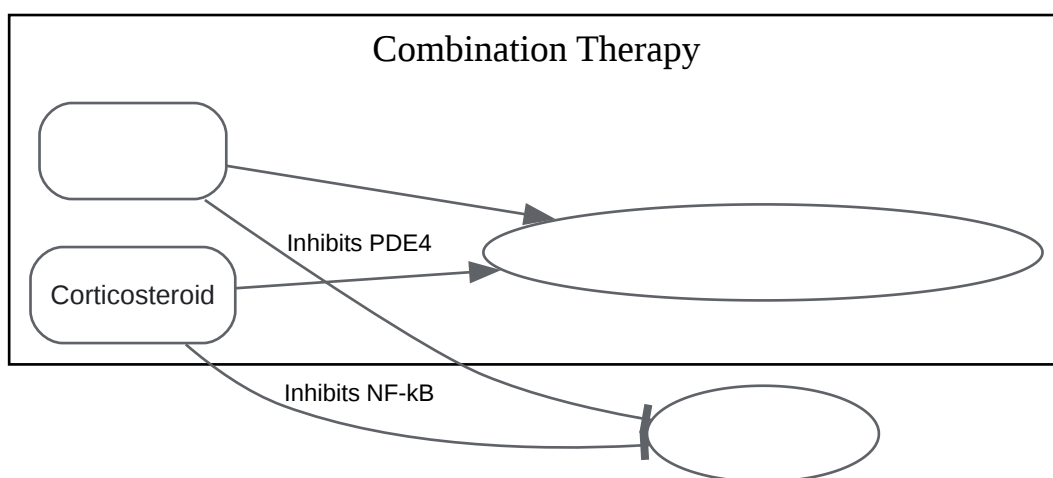 Combination Therapy
Inhibits PDE4
Corticosteroid
Inhibits NF-kB